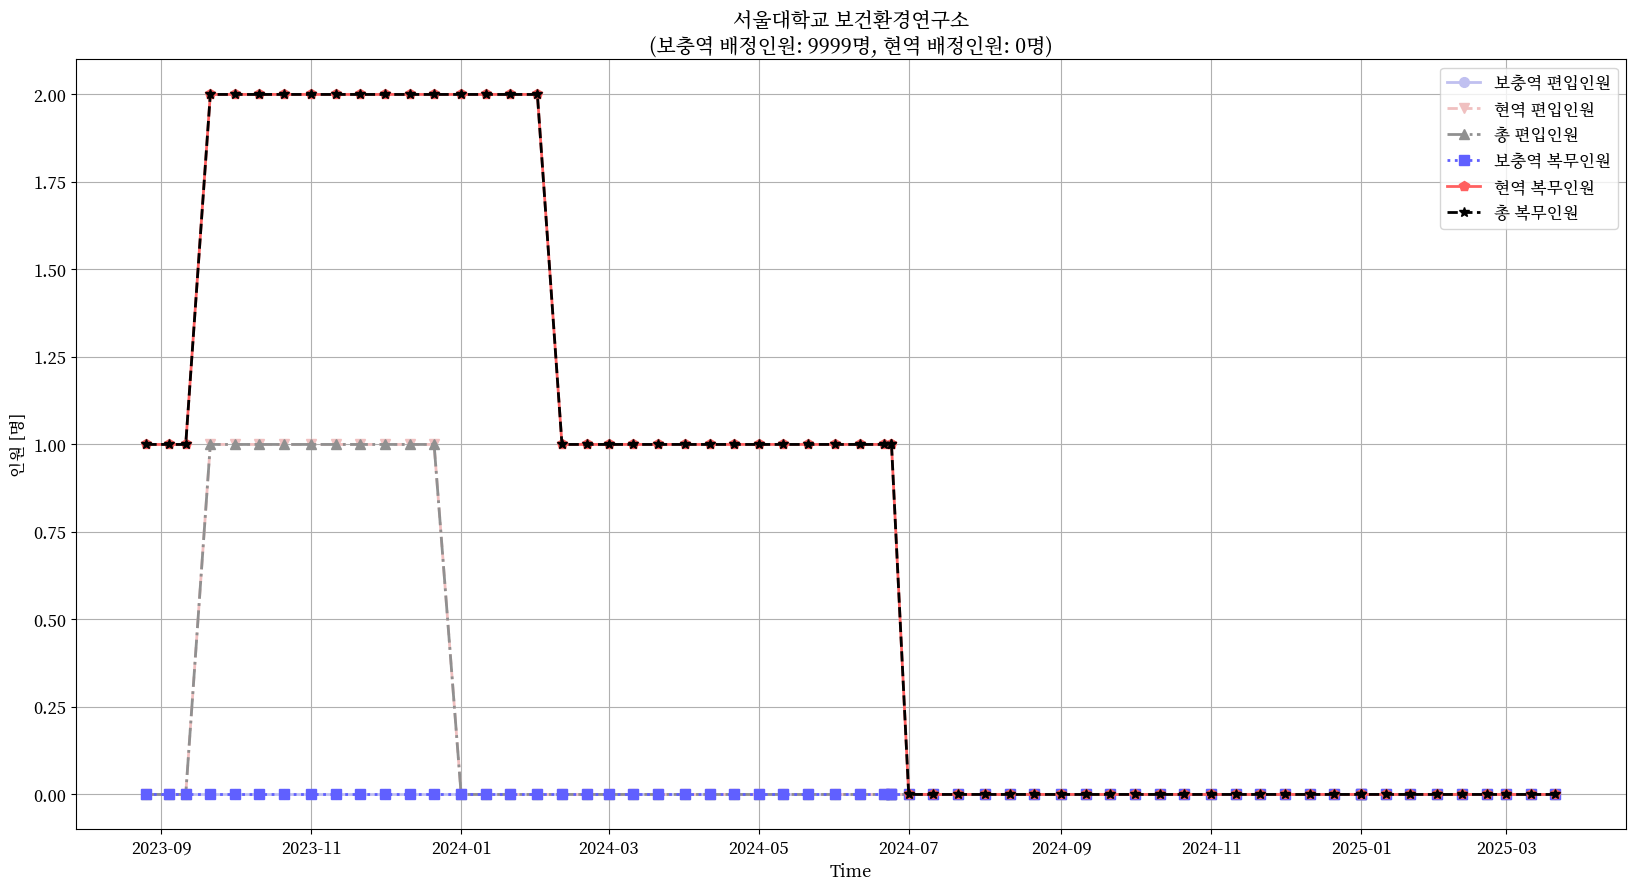 서울대학교 보건환경연구소
(보충역 배정인원: 9999명, 현역 배정인원: 0명)
보충역 편입인원
현역 편입인원
총 편입인원
보충역 복무인원
현역 복무인원
총 복무인원
인원 [명]
2.00
1.75
1.50
1.25
1.00
0.75
0.50
0.25
0.00
2023-09
2023-11
2024-01
2024-03
2024-05
2024-07
2024-09
2024-11
2025-01
2025-03
Time